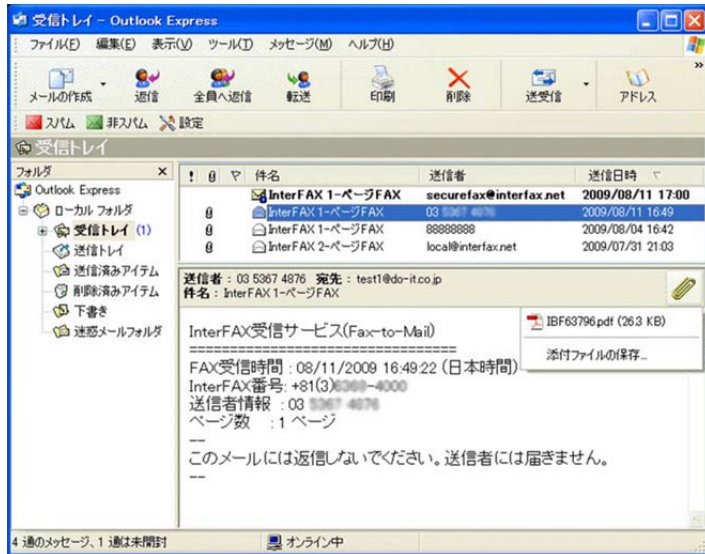 受信トレイ - Outlook Express
ファイル(F) 編集(E) 表示(V) ツール(T) メッセージ(M) ヘルプ(H)
メールの作成 返信 全員へ返信 転送 印刷 削除 送受信 アドレス »
スパム 非スパム 設定
受信トレイ
フォルダ ×
Outlook Express
ローカル フォルダ
受信トレイ (1)
送信トレイ
送信済みアイテム
削除済みアイテム
下書き
迷惑メールフォルダ
! 件名 送信者 送信日時
InterFAX 1-ページFAX securefax@interfax.net 2009/08/11 17:00
InterFAX 1-ページFAX 03 2009/08/11 16:49
InterFAX 1-ページFAX 88888888 2009/08/04 16:42
InterFAX 2-ページFAX local@interfax.net 2009/07/31 21:03
送信者 : 03 5367 4876 宛先 : test1@do-it.co.jp
件名 : InterFAX 1-ページFAX
IBF63796.pdf (26.3 KB)
添付ファイルの保存...
InterFAX受信サービス(Fax-to-Mail)
=================================
FAX受信時間 : 08/11/2009 16:49:22 (日本時間)
InterFAX番号: +81(3)
送信者情報 : 03
ページ数 : 1 ページ
--
このメールには返信しないでください。送信者には届きません。
--
4 通のメッセージ、1 通は未開封 オンライン中